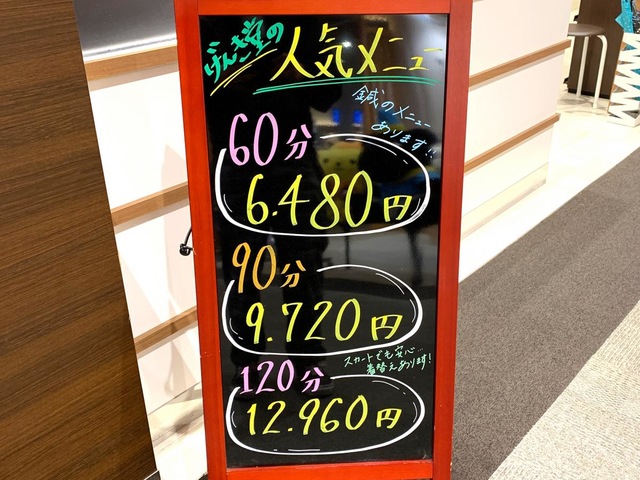 げんき堂の
人気メニュー
鍼のメニュー
あります!!
60分
6.480円
90分
9.720円
スカートでも安心…
着替えあります!
120分
12.960円